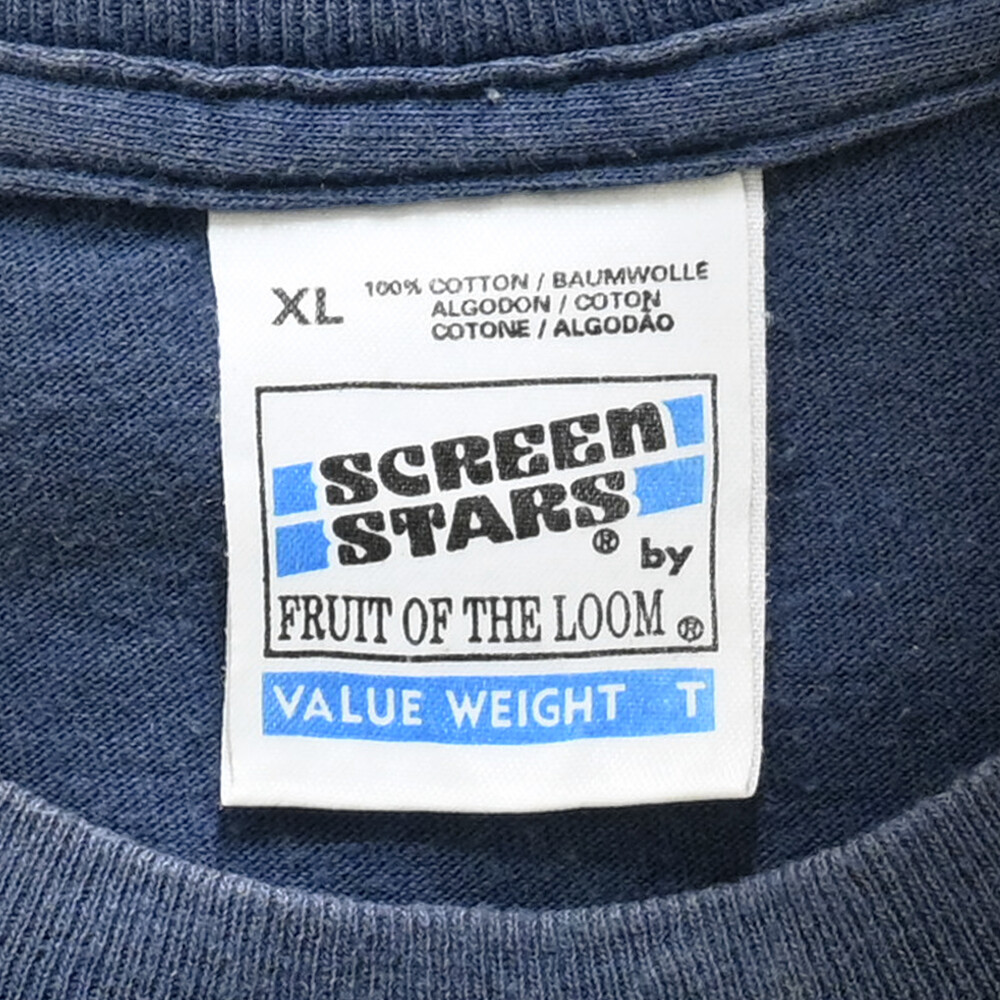 XL 100% COTTON / BAUMWOLLE
ALGODON / COTON
COTONE / ALGODÃO
SCREEN
STARS® by
FRUIT OF THE LOOM®
VALUE WEIGHT T